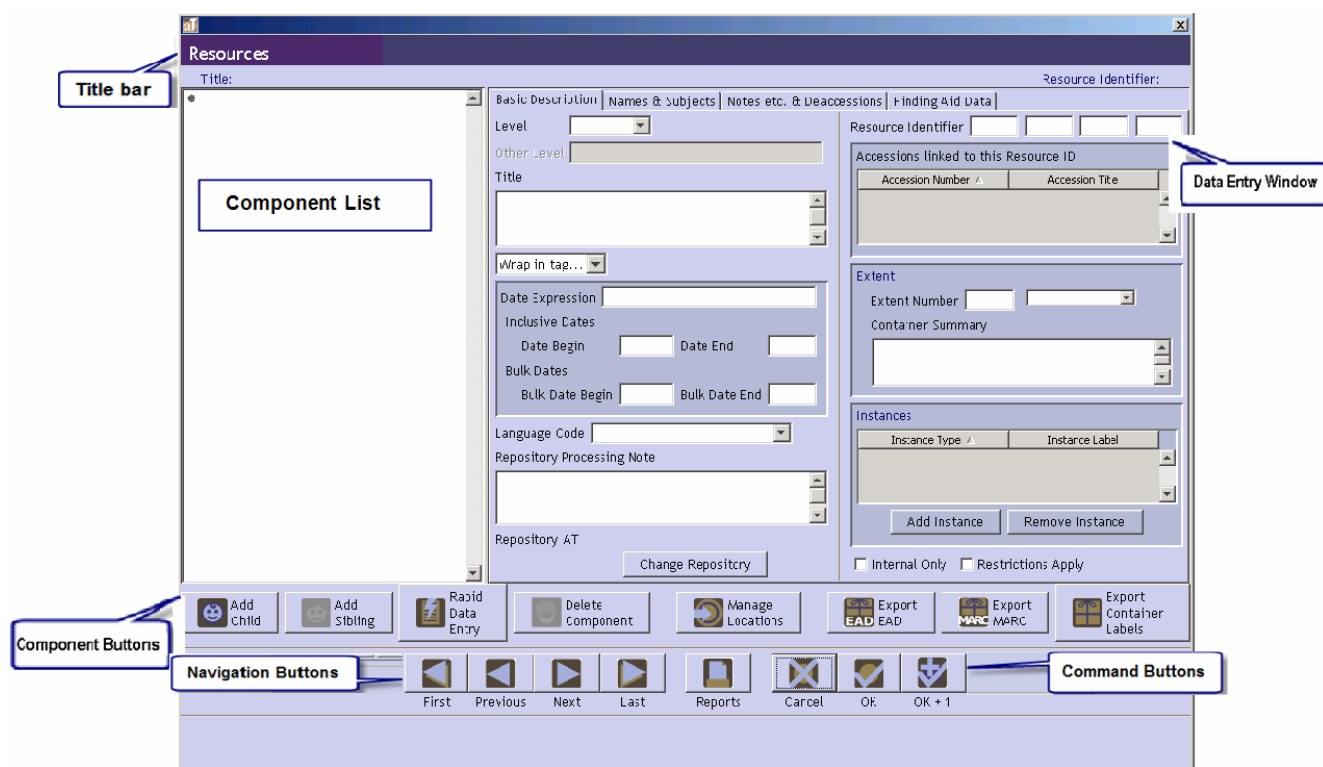 aT
Resources
Title bar
Title:
Resource Identifier:
Basic Description
Names & Subjects
Notes etc. & Deaccessions
Finding Aid Data
Component List
Level
Other Level
Title
Wrap in tag...
Date Expression
Inclusive Dates
Date Begin
Date End
Bulk Dates
Bulk Date Begin
Bulk Date End
Language Code
Repository Processing Note
Repository AT
Change Repository
Resource Identifier
Accessions linked to this Resource ID
Accession Number
Accession Title
Data Entry Window
Extent
Extent Number
Container Summary
Instances
Instance Type
Instance Label
Add Instance
Remove Instance
Internal Only
Restrictions Apply
Component Buttons
Add
Child
Add
Sibling
Rapid
Data
Entry
Delete
Component
Manage
Locations
EAD
Export
EAD
MARC
Export
MARC
Export
Container
Labels
Navigation Buttons
First
Previous
Next
Last
Reports
Cancel
OK
OK + 1
Command Buttons